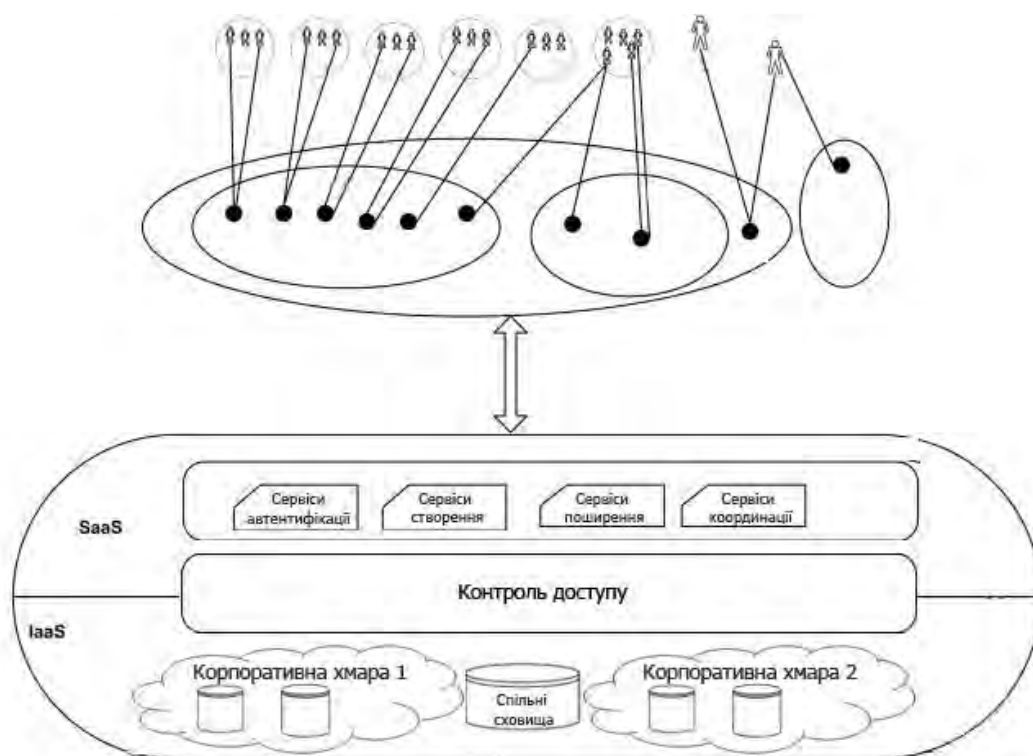 Сервіси
автентифікації
Сервіси
створення
Сервіси
поширення
Сервіси
координації
SaaS
Контроль доступу
IaaS
Корпоративна хмара 1
Корпоративна хмара 2
Спільні
сховища